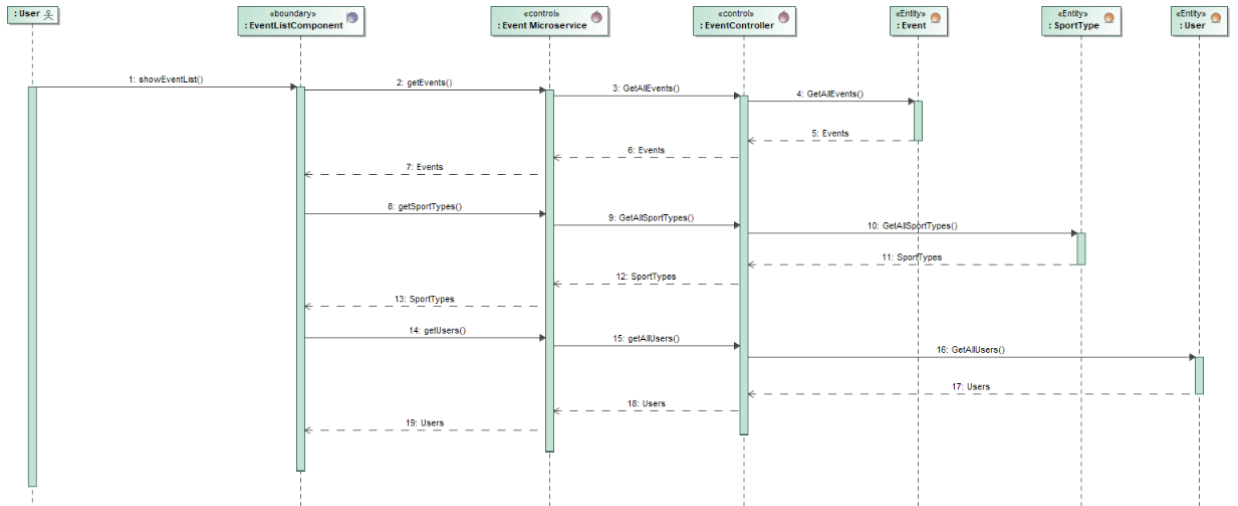 : User
«boundary»
: EventListComponent
«control»
: Event Microservice
«control»
: EventController
«Entity»
: Event
«Entity»
: SportType
«Entity»
: User
1: showEventList()
2: getEvents()
3: GetAllEvents()
4: GetAllEvents()
5: Events
6: Events
7: Events
8: getSportTypes()
9: GetAllSportTypes()
10: GetAllSportTypes()
11: SportTypes
12: SportTypes
13: SportTypes
14: getUsers()
15: getAllUsers()
16: GetAllUsers()
17: Users
18: Users
19: Users